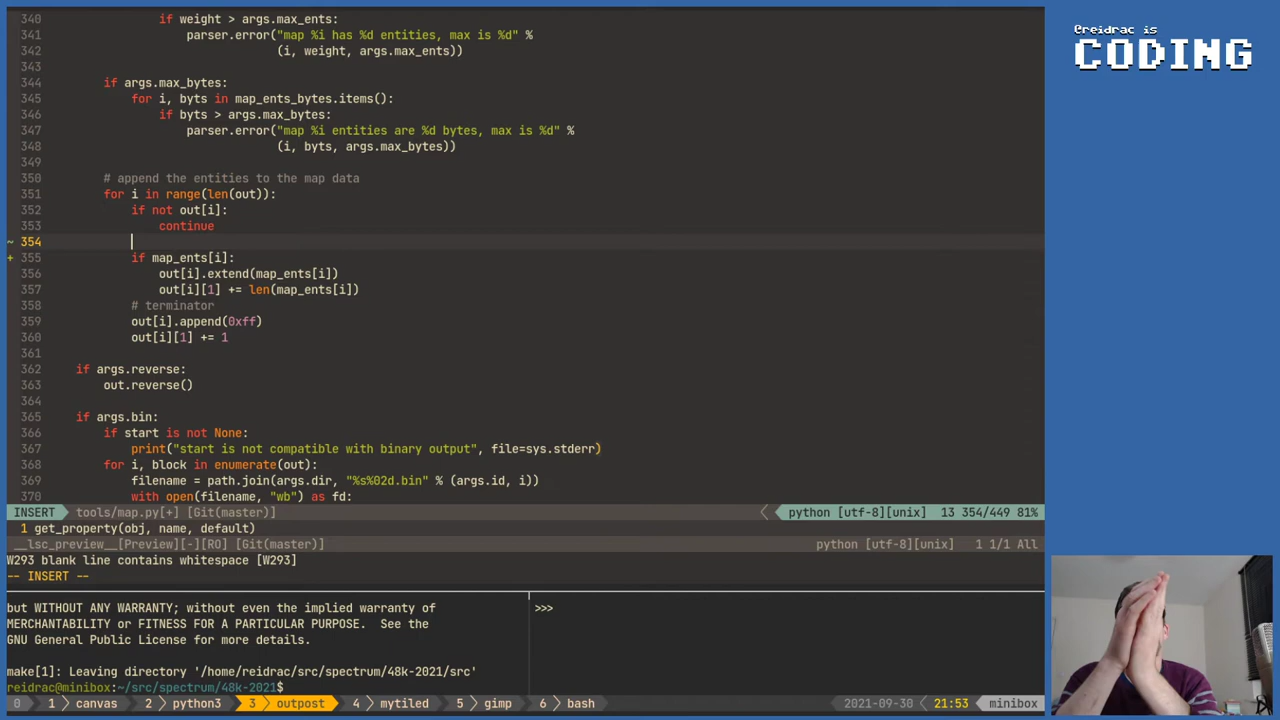 @reidrac is
CODING
340 if weight > args.max_ents:
341 parser.error("map %i has %d entities, max is %d" %
342 (i, weight, args.max_ents))
343
344 if args.max_bytes:
345 for i, byts in map_ents_bytes.items():
346 if byts > args.max_bytes:
347 parser.error("map %i entities are %d bytes, max is %d" %
348 (i, byts, args.max_bytes))
349
350 # append the entities to the map data
351 for i in range(len(out)):
352 if not out[i]:
353 continue
~ 354
+ 355 if map_ents[i]:
356 out[i].extend(map_ents[i])
357 out[i][1] += len(map_ents[i])
358 # terminator
359 out[i].append(0xff)
360 out[i][1] += 1
361
362 if args.reverse:
363 out.reverse()
364
365 if args.bin:
366 if start is not None:
367 print("start is not compatible with binary output", file=sys.stderr)
368 for i, block in enumerate(out):
369 filename = path.join(args.dir, "%s%02d.bin" % (args.id, i))
370 with open(filename, "wb") as fd:
INSERT tools/map.py[+] [Git(master)] python [utf-8][unix] 13 354/449 81%
1 get_property(obj, name, default)
__lsc_preview__[Preview][-][RO] [Git(master)] python [utf-8][unix] 1 1/1 All
W293 blank line contains whitespace [W293]
-- INSERT --
but WITHOUT ANY WARRANTY; without even the implied warranty of
MERCHANTABILITY or FITNESS FOR A PARTICULAR PURPOSE. See the
GNU General Public License for more details.
make[1]: Leaving directory '/home/reidrac/src/spectrum/48k-2021/src'
reidrac@minibox:~/src/spectrum/48k-2021$
>>>
0 1 canvas 2 python3 3 outpost 4 mytiled 5 gimp 6 bash 2021-09-30 21:53 minibox